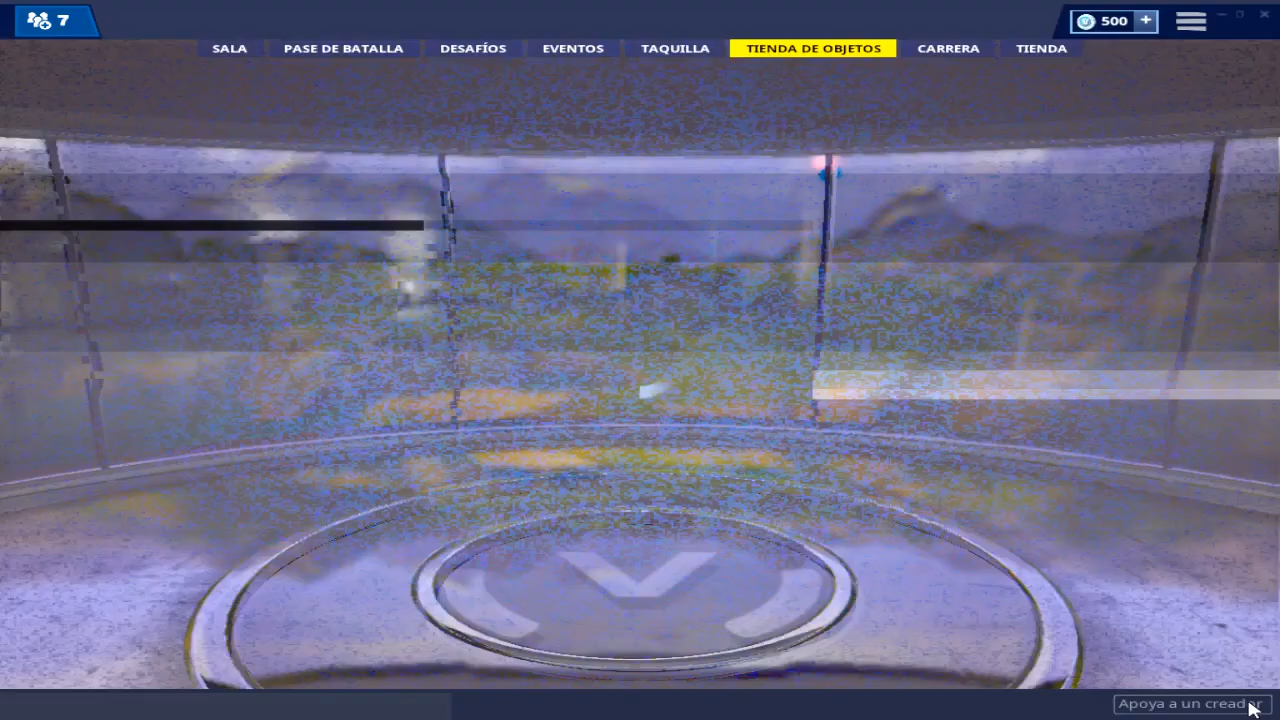 7
500
SALA PASE DE BATALLA DESAFÍOS EVENTOS TAQUILLA TIENDA DE OBJETOS CARRERA TIENDA
Apoya a un creador